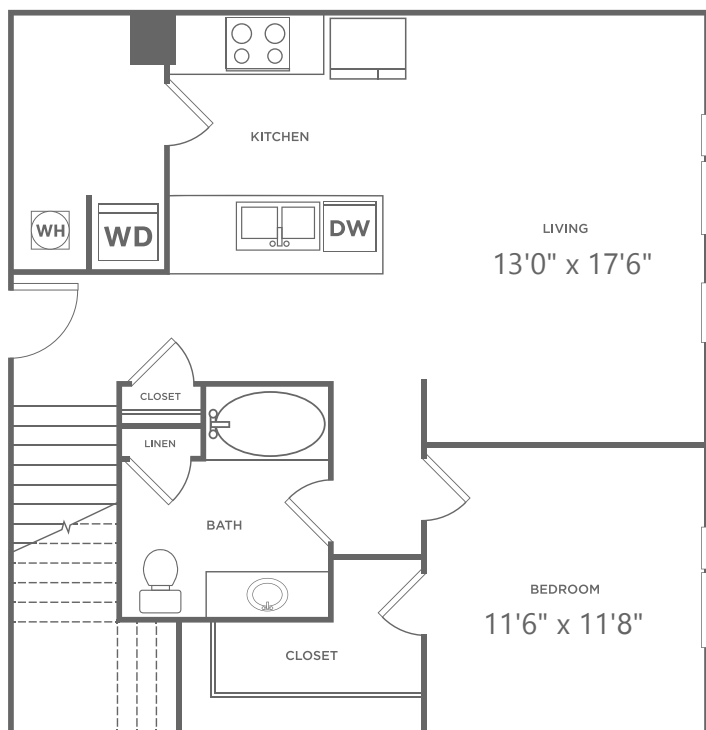 KITCHEN
WH
WD
DW
LIVING
13'0" x 17'6"
CLOSET
LINEN
BATH
BEDROOM
11'6" x 11'8"
CLOSET